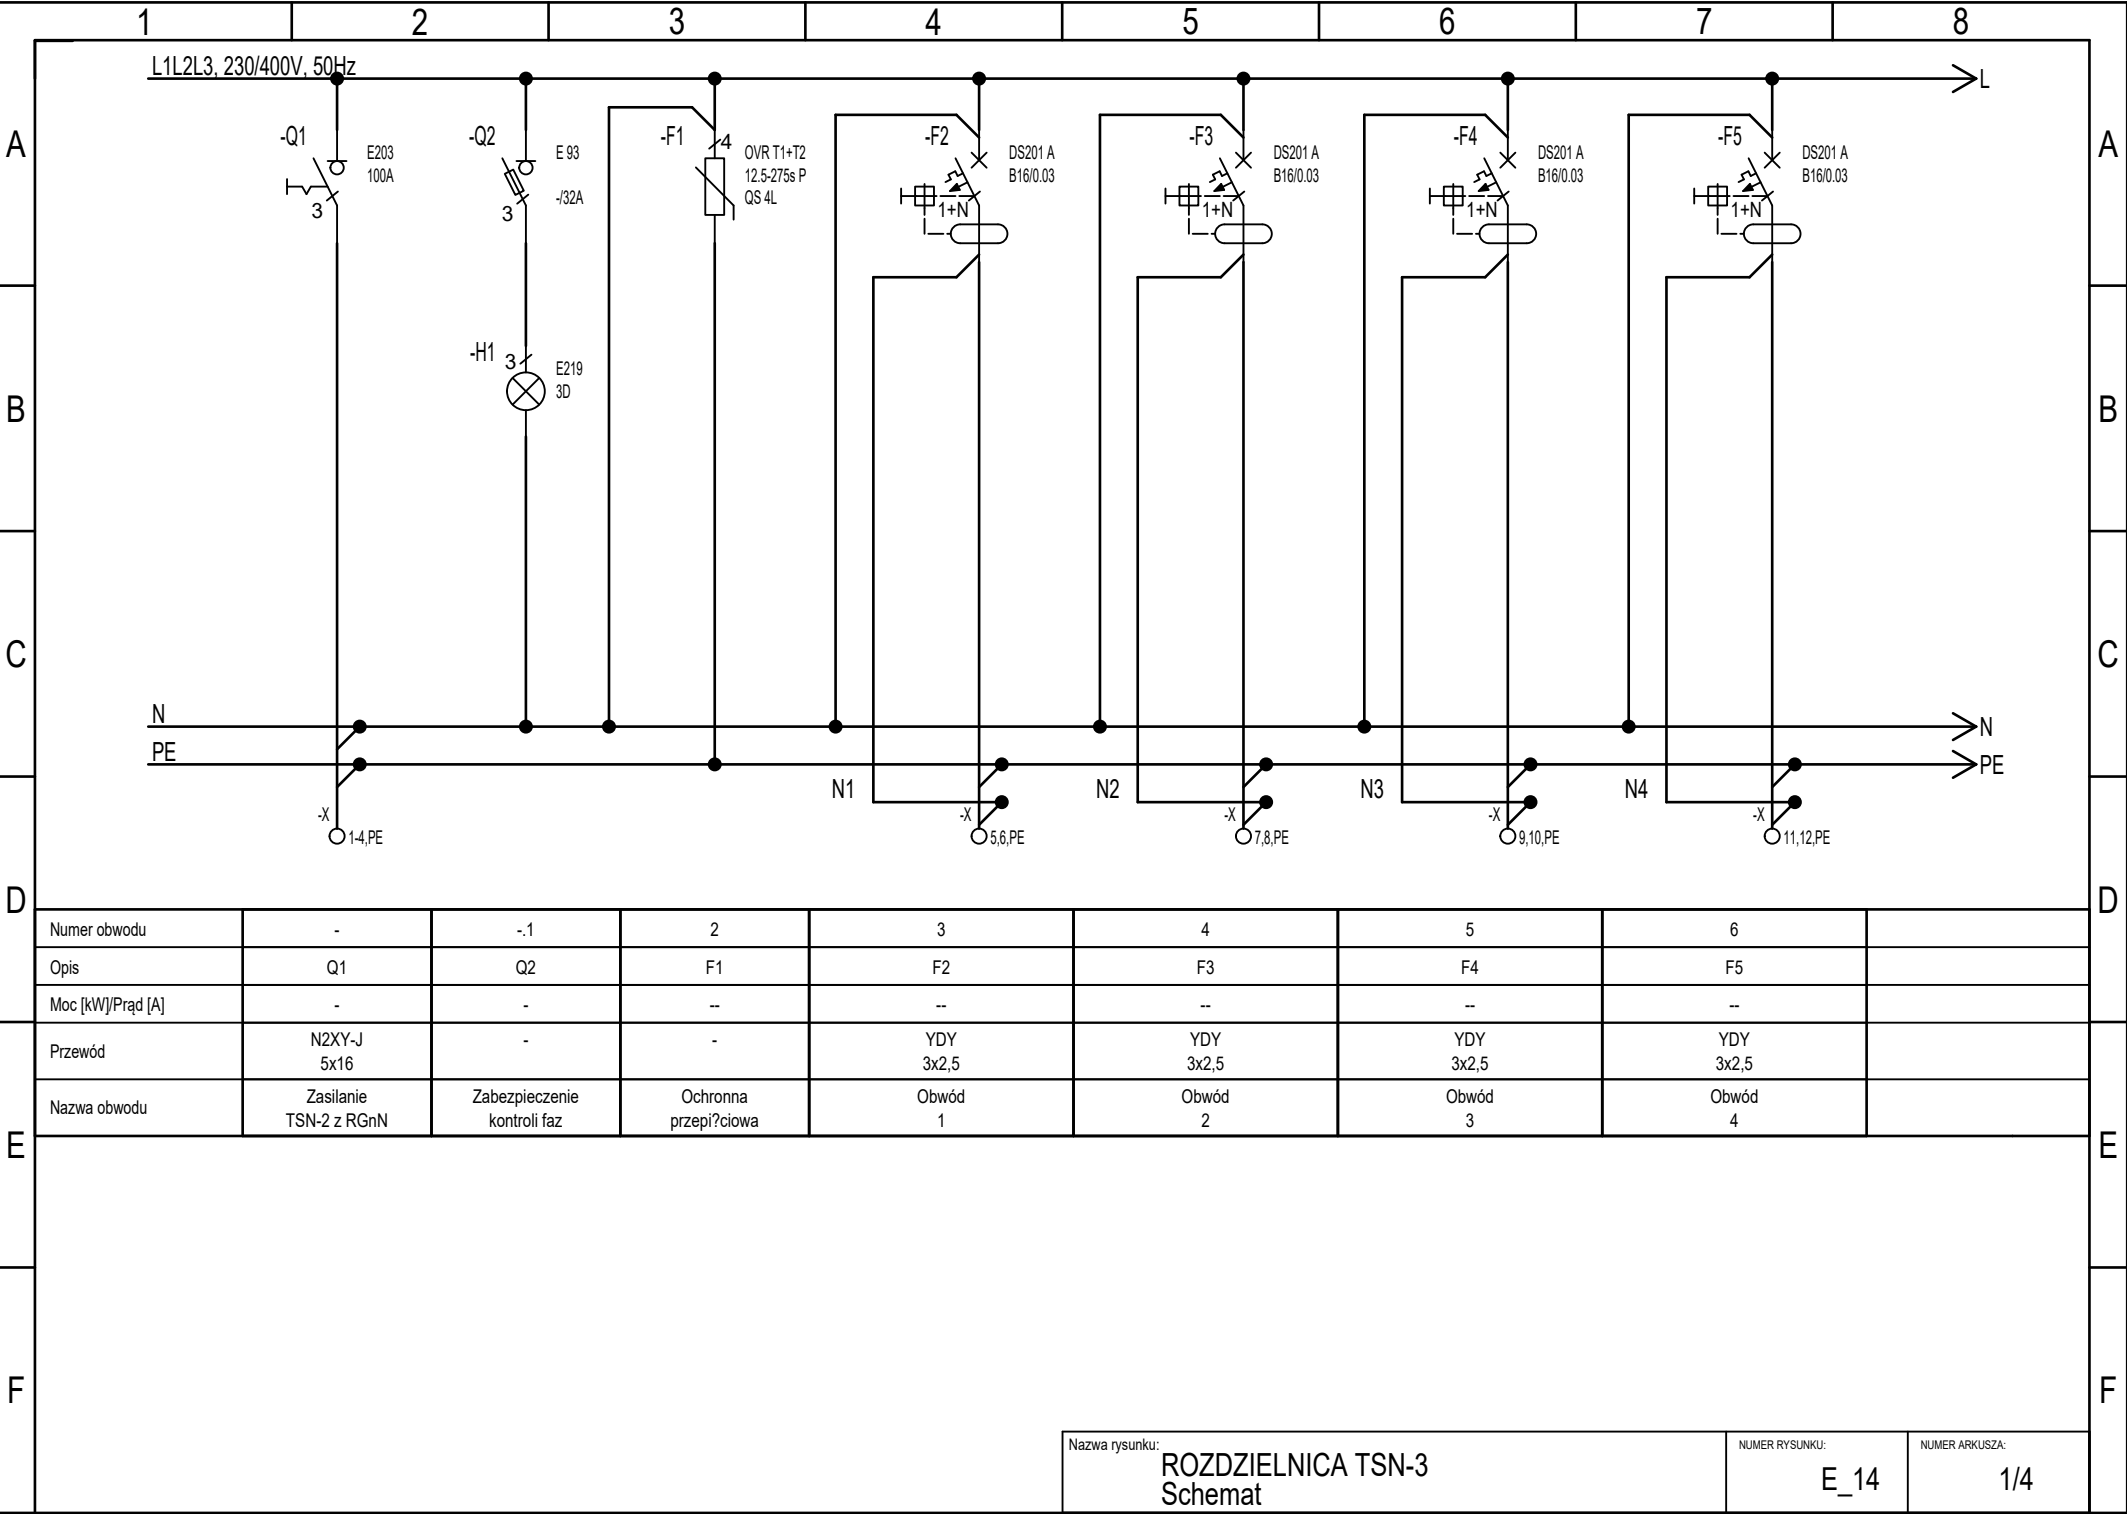 1 2 3 4 5 6 7 8
L1L2L3, 230/400V, 50Hz
L
A
A
-Q1
E203
100A
3
-Q2
E 93
-/32A
3
-F1
4
OVR T1+T2
12.5-275s P
QS 4L
-F2
DS201 A
B16/0.03
1+N
-F3
DS201 A
B16/0.03
1+N
-F4
DS201 A
B16/0.03
1+N
-F5
DS201 A
B16/0.03
1+N
-H1
3
E219
3D
B
B
C
C
N
N
PE
PE
N1
N2
N3
N4
-X
1-4,PE
-X
5,6,PE
-X
7,8,PE
-X
9,10,PE
-X
11,12,PE
D
D
Numer obwodu - -.1 2 3 4 5 6
Opis Q1 Q2 F1 F2 F3 F4 F5
Moc [kW]/Prąd [A] - - -- -- -- -- --
Przewód
N2XY-J
5x16
-
-
YDY
3x2,5
YDY
3x2,5
YDY
3x2,5
YDY
3x2,5
Nazwa obwodu
Zasilanie
TSN-2 z RGnN
Zabezpieczenie
kontroli faz
Ochronna
przepi?ciowa
Obwód
1
Obwód
2
Obwód
3
Obwód
4
E
E
F
F
Nazwa rysunku:
ROZDZIELNICA TSN-3
Schemat
NUMER RYSUNKU:
E_14
NUMER ARKUSZA:
1/4